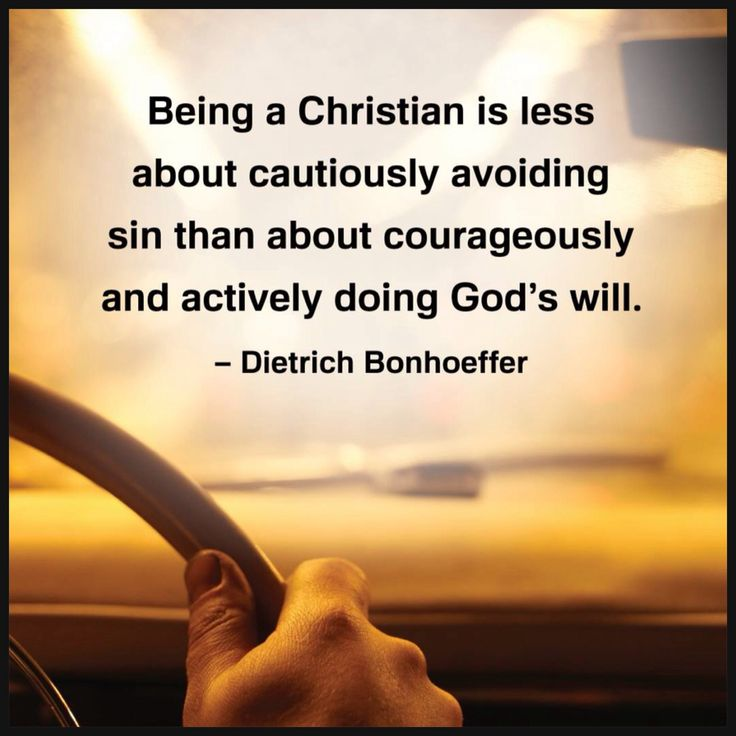 Being a Christian is less
about cautiously avoiding
sin than about courageously
and actively doing God’s will.
– Dietrich Bonhoeffer